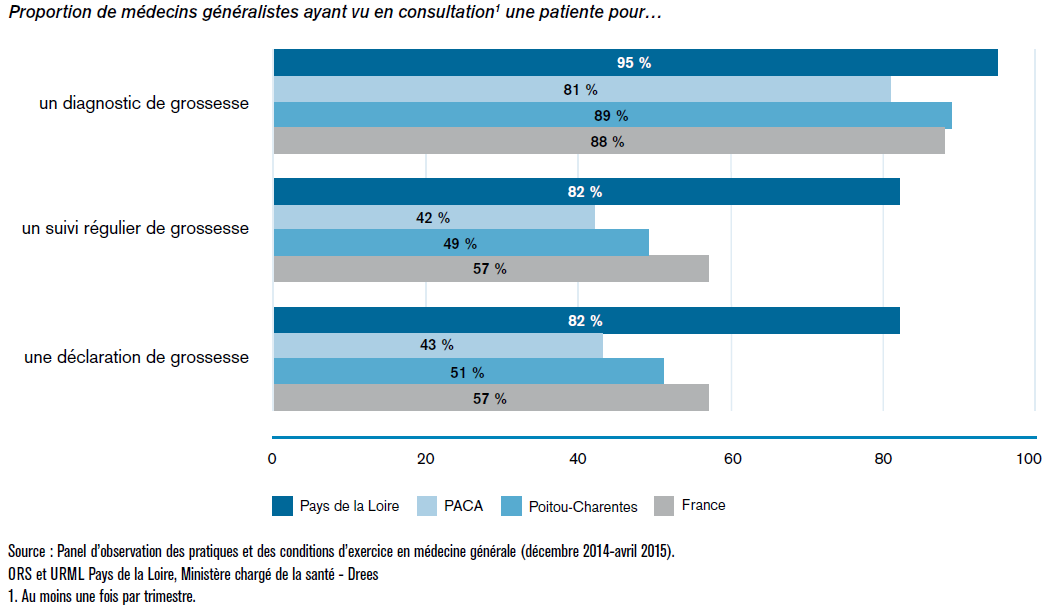 Proportion de médecins généralistes ayant vu en consultation¹ une patiente pour…
un diagnostic de grossesse
95 %
81 %
89 %
88 %
un suivi régulier de grossesse
82 %
42 %
49 %
57 %
une déclaration de grossesse
82 %
43 %
51 %
57 %
0 20 40 60 80 100
Pays de la Loire PACA Poitou-Charentes France
Source : Panel d’observation des pratiques et des conditions d’exercice en médecine générale (décembre 2014-avril 2015).
ORS et URML Pays de la Loire, Ministère chargé de la santé - Drees
1. Au moins une fois par trimestre.